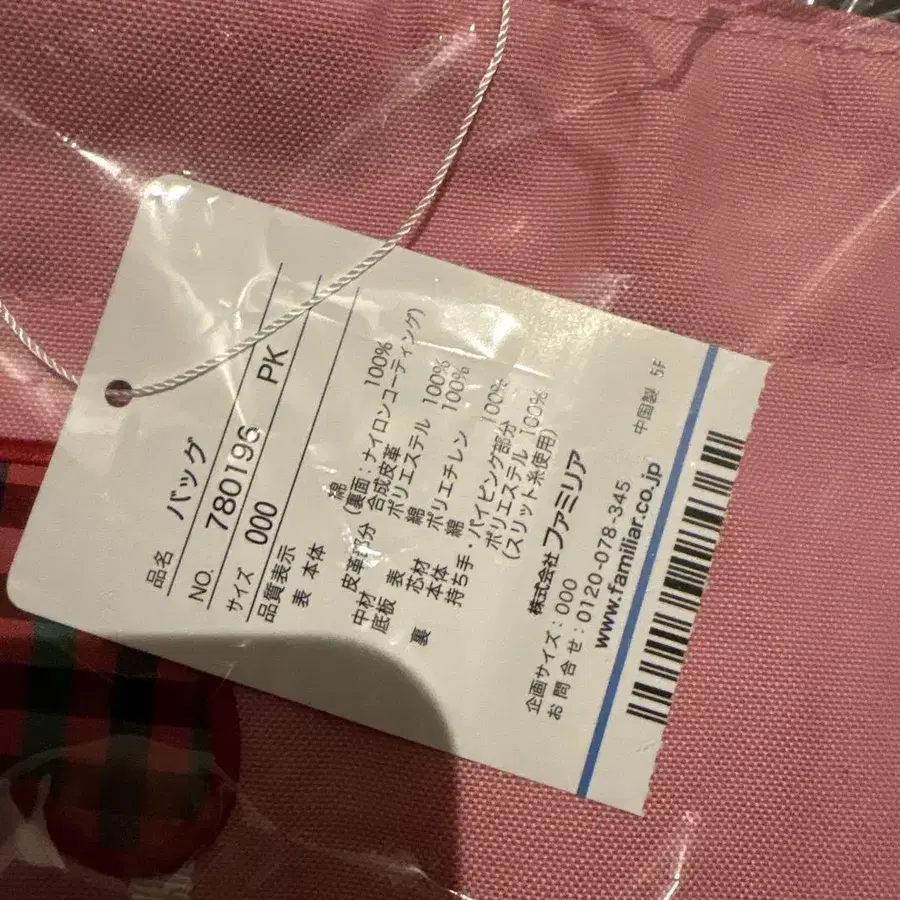 品名 バッグ
NO. 780196 PK
サイズ 000
品質表示
表 本体 綿 100%
(裏面:ナイロンコーティング)
皮革部分 合成皮革
中材 ポリエステル 100%
底板 表 綿 100%
芯材 ポリエチレン
裏 本体 綿 100%
持ち手・パイピング部分
ポリエステル 100%
(スリット糸使用)
株式会社ファミリア
企画サイズ:000
お問合せ:0120-078-345
www.familiar.co.jp
中国製 5F